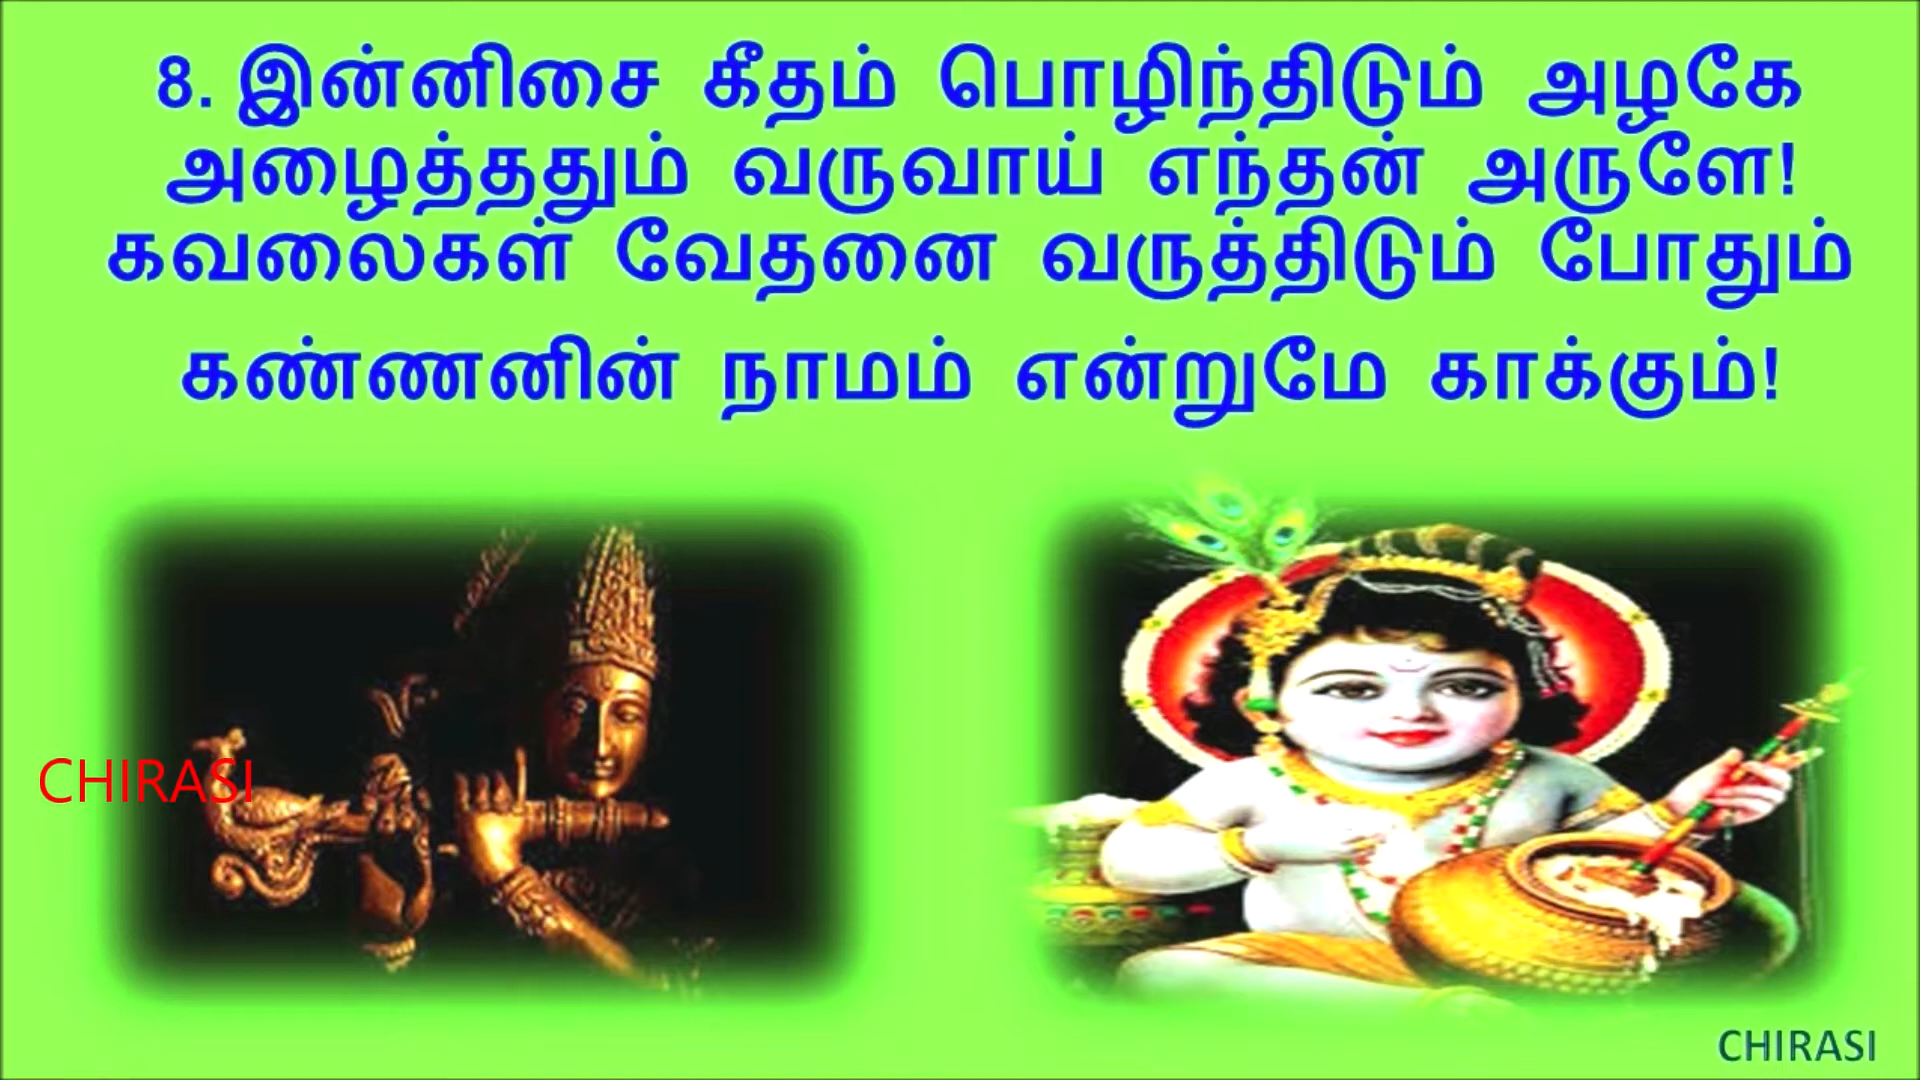 8. இன்னிசை கீதம் பொழிந்திடும் அழகே
அழைத்ததும் வருவாய் எந்தன் அருளே!
கவலைகள் வேதனை வருத்திடும் போதும்
கண்ணனின் நாமம் என்றுமே காக்கும்!
CHIRASI
CHIRASI